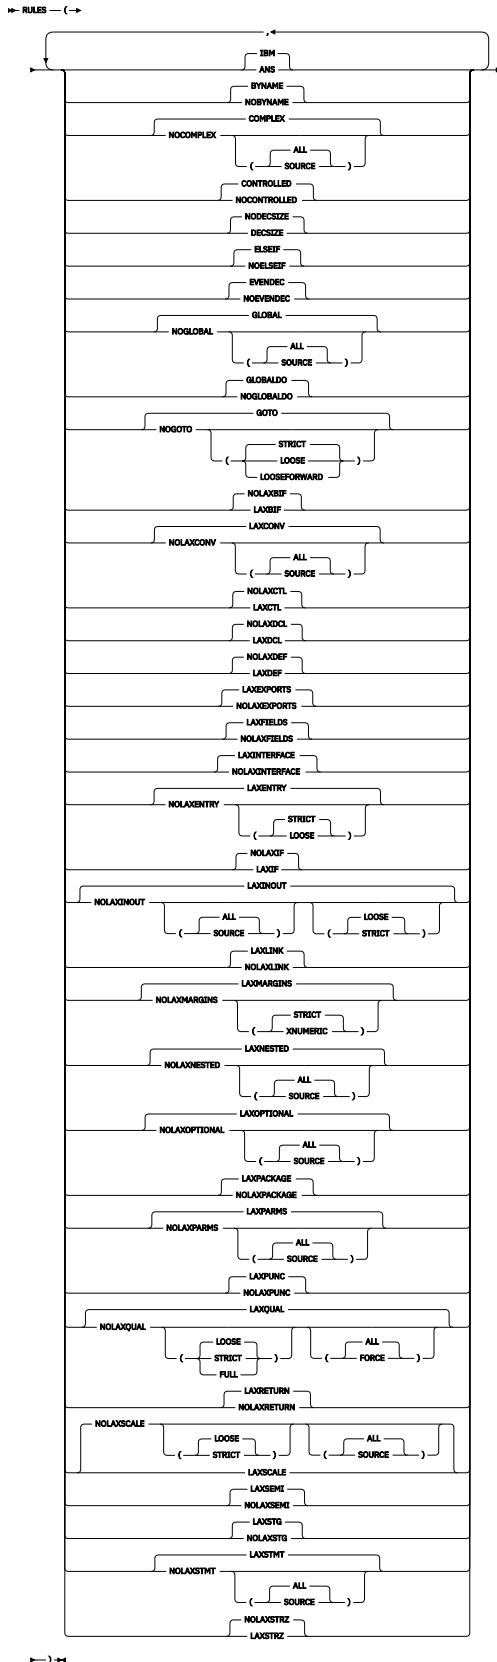 RULES (
,
IBM
ANS
BYNAME
NOBYNAME
COMPLEX
NOCOMPLEX
ALL
( SOURCE )
CONTROLLED
NOCONTROLLED
NODECSIZE
DECSIZE
ELSEIF
NOELSEIF
EVENDEC
NOEVENDEC
GLOBAL
NOGLOBAL
ALL
( SOURCE )
GLOBALDO
NOGLOBALDO
GOTO
NOGOTO
STRICT
( LOOSE )
LOOSEFORWARD
NOLAXBIF
LAXBIF
LAXCONV
NOLAXCONV
ALL
( SOURCE )
NOLAXCTL
LAXCTL
NOLAXDCL
LAXDCL
NOLAXDEF
LAXDEF
LAXEXPORTS
NOLAXEXPORTS
LAXFIELDS
NOLAXFIELDS
LAXINTERFACE
NOLAXINTERFACE
LAXENTRY
NOLAXENTRY
STRICT
( LOOSE )
NOLAXIF
LAXIF
LAXINOUT
NOLAXINOUT
ALL LOOSE
( SOURCE ) ( STRICT )
LAXLINK
NOLAXLINK
LAXMARGINS
NOLAXMARGINS
STRICT
( XNUMERIC )
LAXNESTED
NOLAXNESTED
ALL
( SOURCE )
LAXOPTIONAL
NOLAXOPTIONAL
ALL
( SOURCE )
LAXPACKAGE
NOLAXPACKAGE
LAXPARMS
NOLAXPARMS
ALL
( SOURCE )
LAXPUNC
NOLAXPUNC
LAXQUAL
NOLAXQUAL
LOOSE ALL
( STRICT ) ( FORCE )
FULL
LAXRETURN
NOLAXRETURN
NOLAXSCALE
LOOSE ALL
( STRICT ) ( SOURCE )
LAXSCALE
LAXSEMI
NOLAXSEMI
LAXSTG
NOLAXSTG
LAXSTMT
NOLAXSTMT
ALL
( SOURCE )
NOLAXSTRZ
LAXSTRZ
)